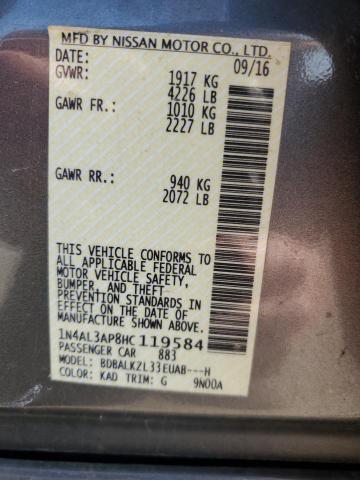 MFD BY NISSAN MOTOR CO., LTD.
DATE: 09/16
GVWR: 1917 KG
4226 LB
GAWR FR.: 1010 KG
2227 LB
GAWR RR.: 940 KG
2072 LB
THIS VEHICLE CONFORMS TO
ALL APPLICABLE FEDERAL
MOTOR VEHICLE SAFETY,
BUMPER, AND THEFT
PREVENTION STANDARDS IN
EFFECT ON THE DATE OF
MANUFACTURE SHOWN ABOVE.
1N4AL3AP8HC119584
PASSENGER CAR 883
MODEL: BDBALKZL33EUAB---H
COLOR: KAD TRIM: G 9N00A